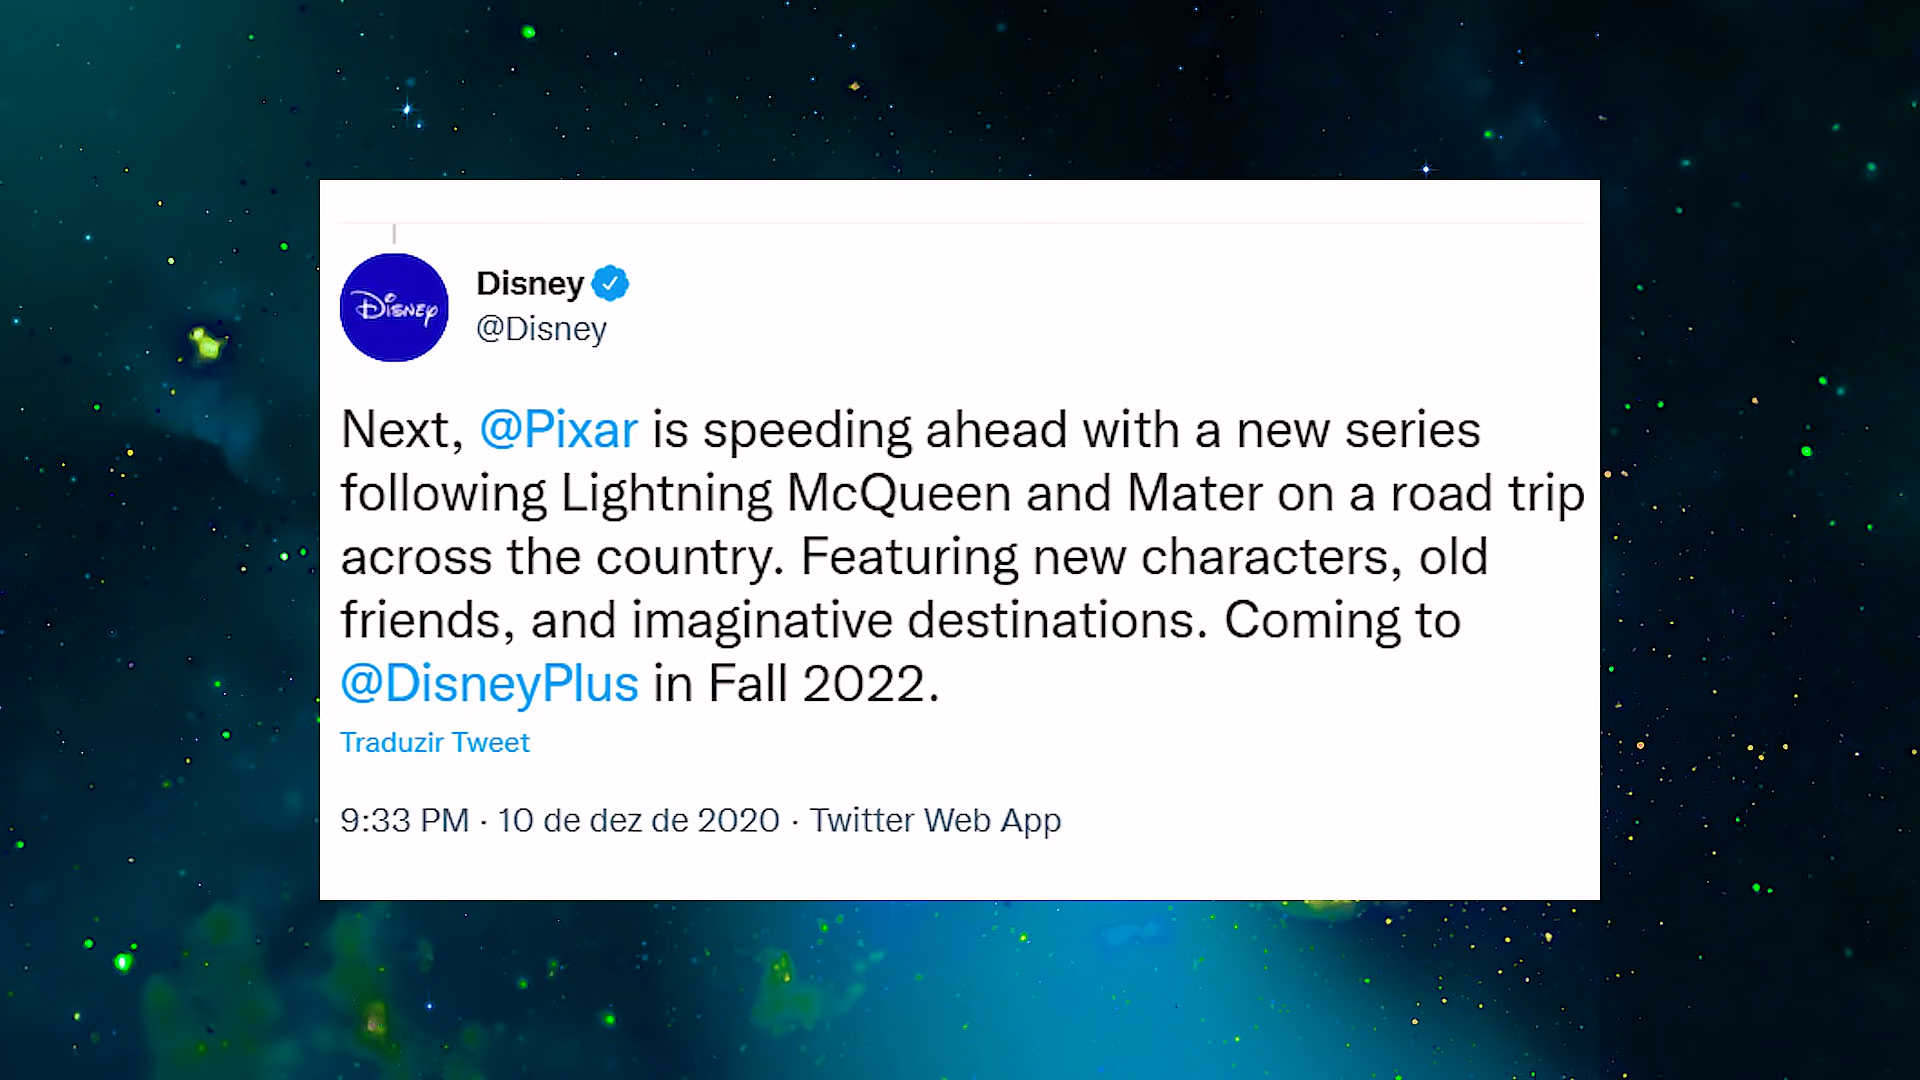 Disney
Disney
@Disney
Next, @Pixar is speeding ahead with a new series
following Lightning McQueen and Mater on a road trip
across the country. Featuring new characters, old
friends, and imaginative destinations. Coming to
@DisneyPlus in Fall 2022.
Traduzir Tweet
9:33 PM · 10 de dez de 2020 · Twitter Web App